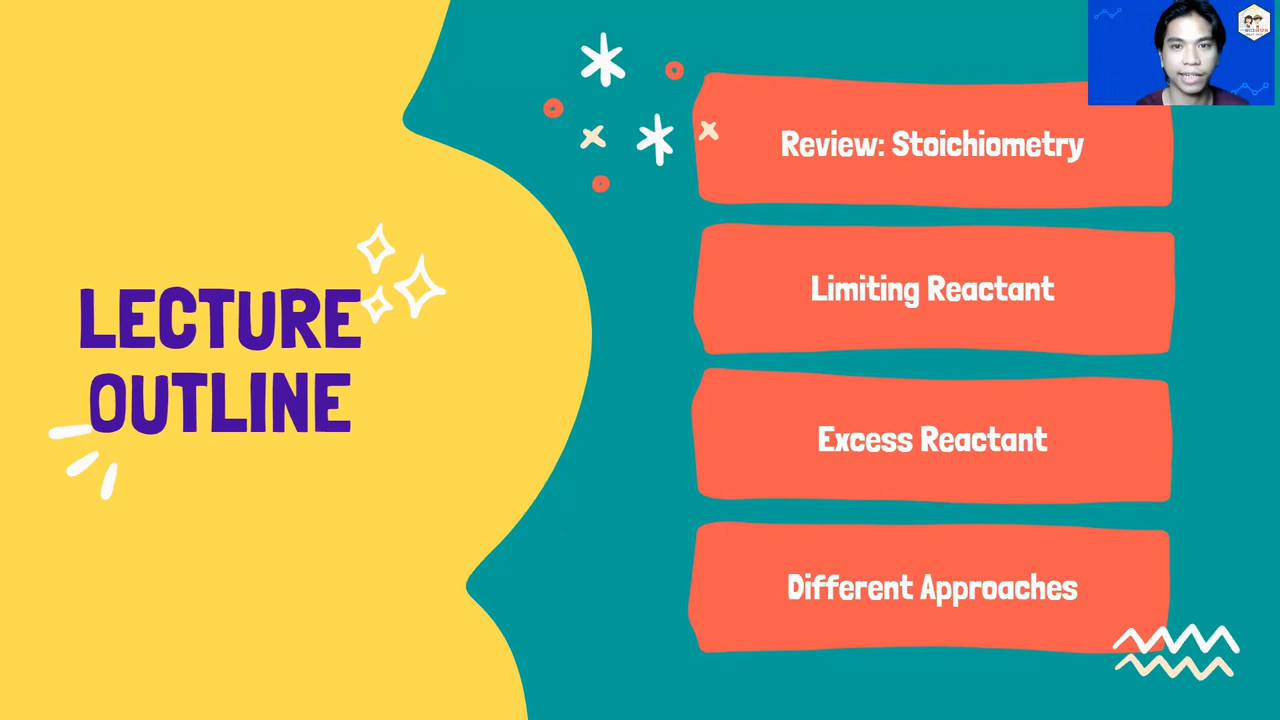 LECTURE
OUTLINE
Review: Stoichiometry
Limiting Reactant
Excess Reactant
Different Approaches